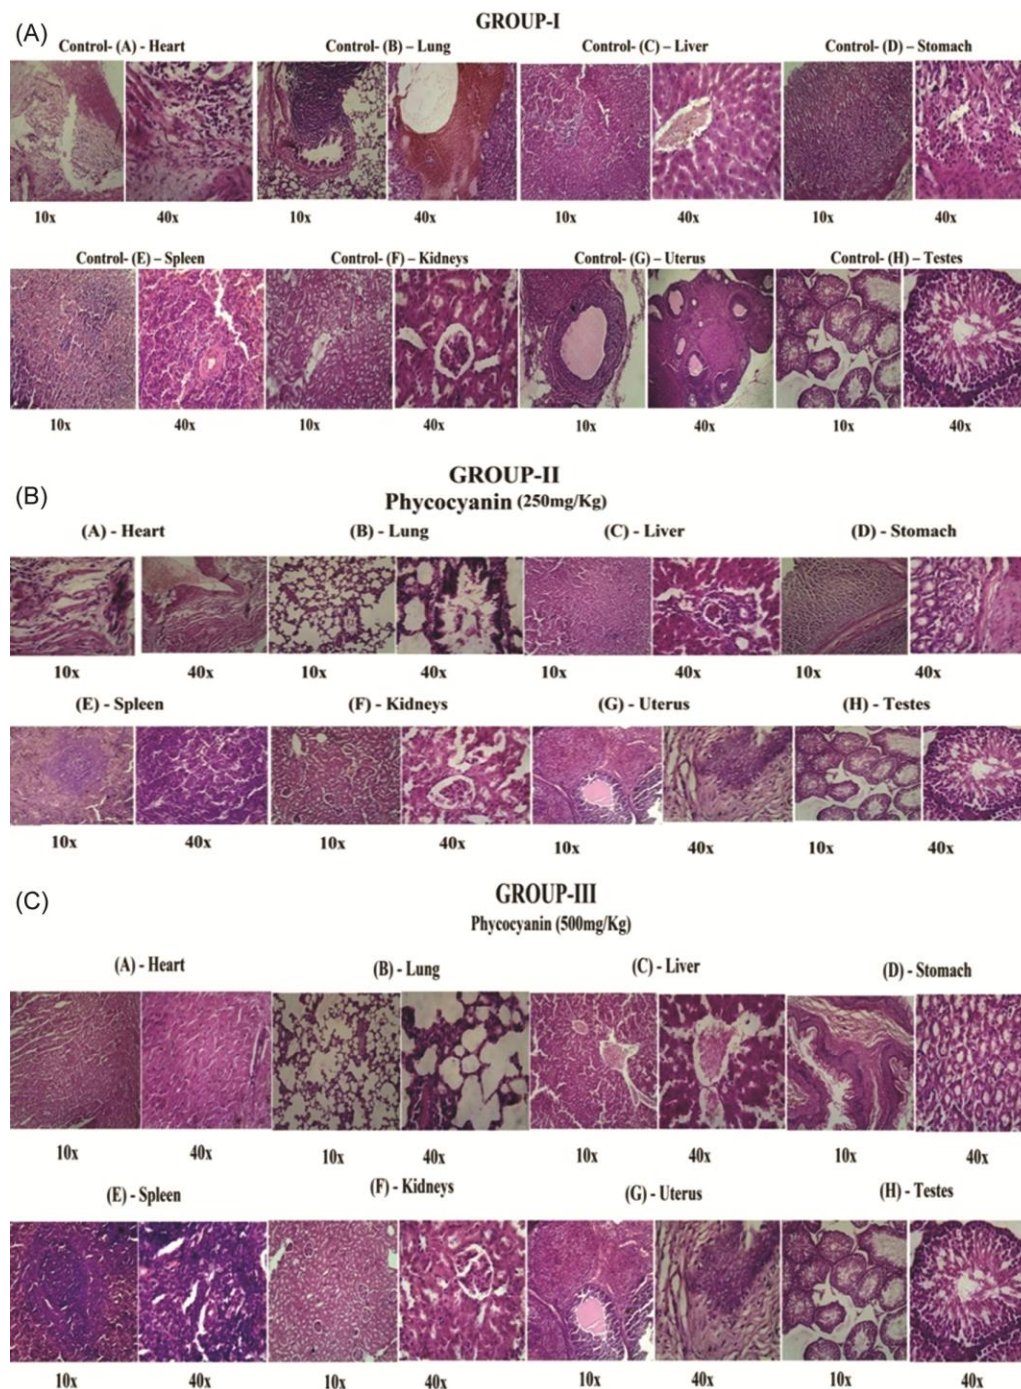 (A)
GROUP-I
Control- (A) - Heart Control- (B) – Lung Control- (C) – Liver Control- (D) – Stomach
10x 40x 10x 40x 10x 40x 10x 40x
Control- (E) – Spleen Control- (F) – Kidneys Control- (G) – Uterus Control- (H) – Testes
10x 40x 10x 40x 10x 40x 10x 40x
(B)
GROUP-II
Phycocyanin (250mg/Kg)
(A) - Heart (B) - Lung (C) - Liver (D) - Stomach
10x 40x 10x 40x 10x 40x 10x 40x
(E) - Spleen (F) - Kidneys (G) - Uterus (H) - Testes
10x 40x 10x 40x 10x 40x 10x 40x
(C)
GROUP-III
Phycocyanin (500mg/Kg)
(A) - Heart (B) - Lung (C) - Liver (D) - Stomach
10x 40x 10x 40x 10x 40x 10x 40x
(E) - Spleen (F) - Kidneys (G) - Uterus (H) - Testes
10x 40x 10x 40x 10x 40x 10x 40x